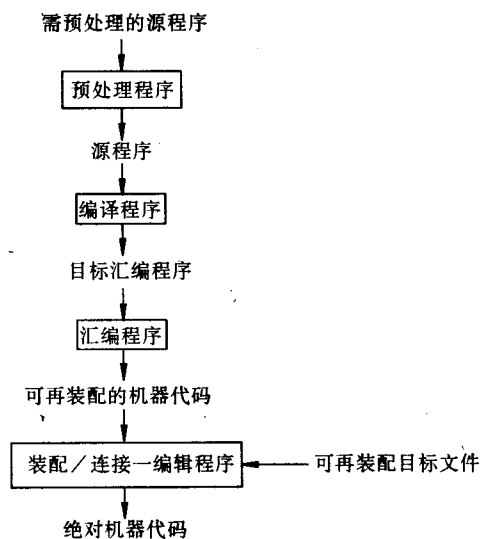 需预处理的源程序
预处理程序
源程序
编译程序
目标汇编程序
汇编程序
可再装配的机器代码
装配／连接一编辑程序
可再装配目标文件
绝对机器代码